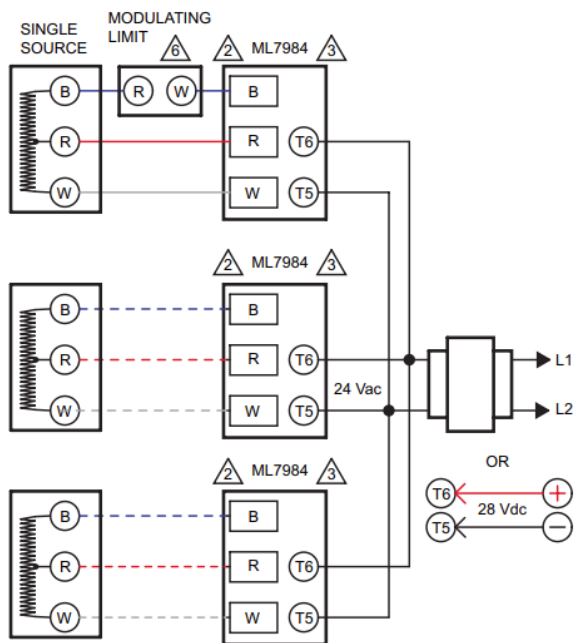 SINGLE SOURCE
MODULATING LIMIT
6
2 ML7984 3
B R W B
R R T6
W W T5
2 ML7984 3
B B
R R T6
24 Vac
W W T5
L1
L2
2 ML7984 3
B B
R R T6
W W T5
OR
T6 +
28 Vdc
T5 −